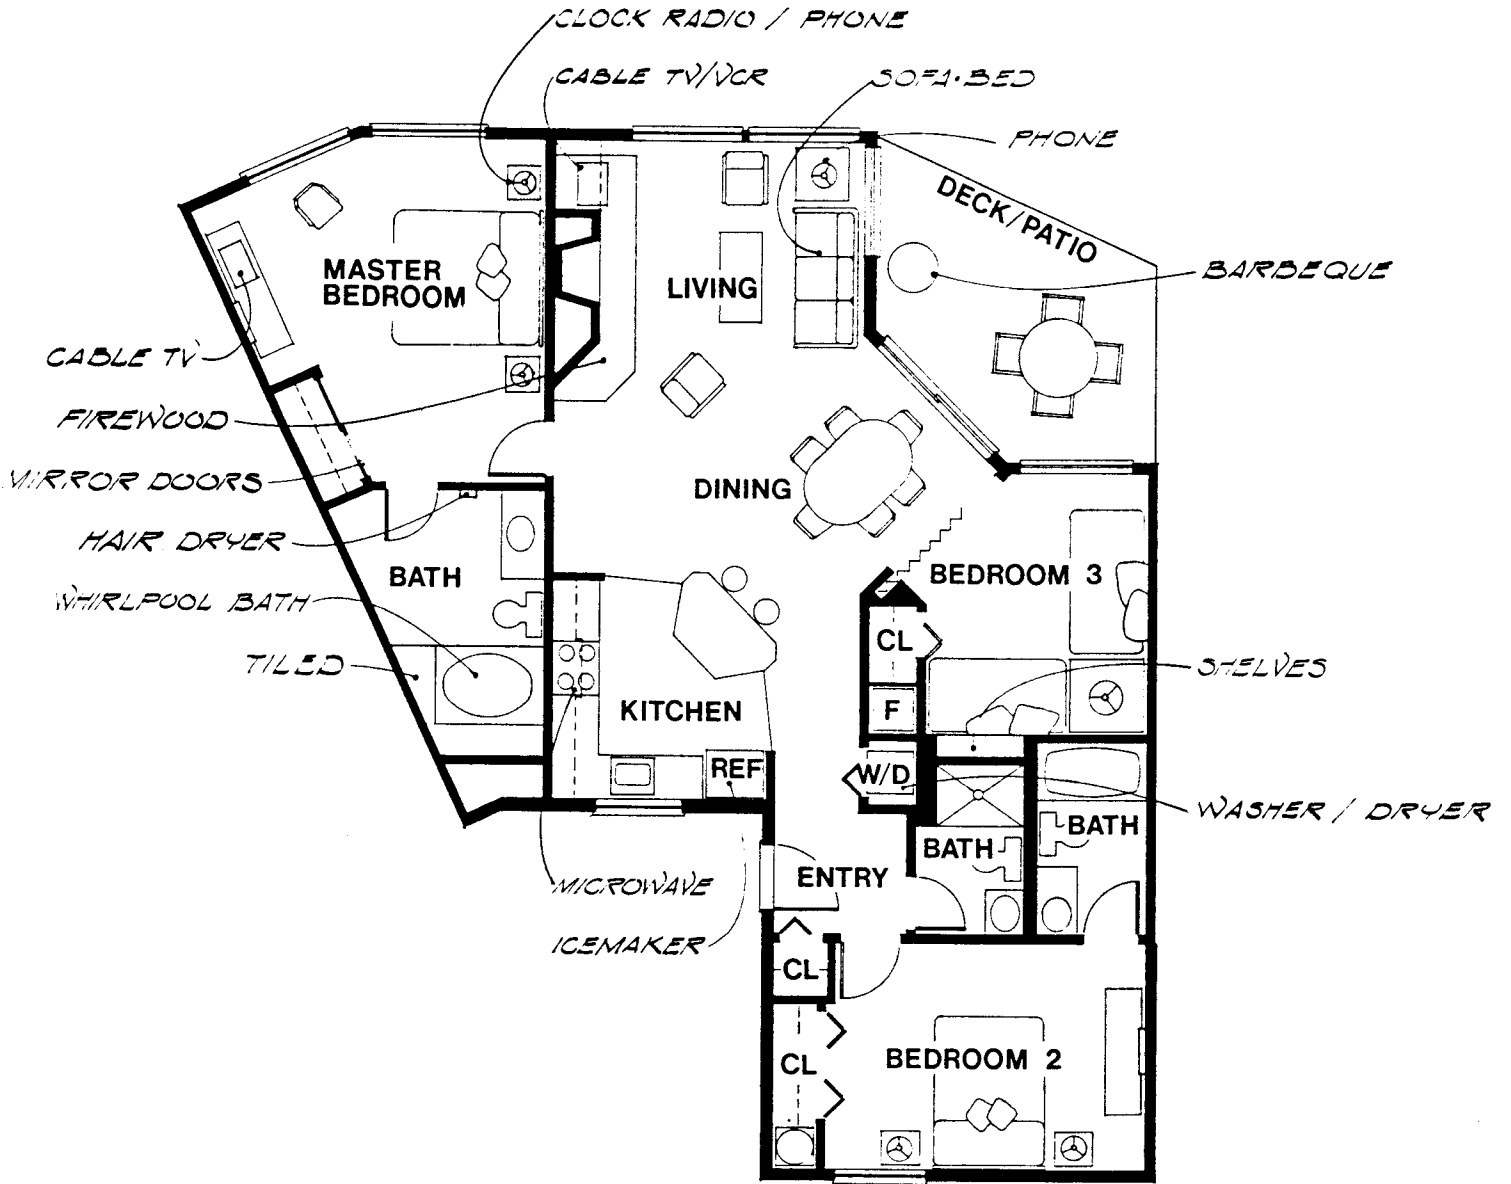 CLOCK RADIO / PHONE
CABLE TV/VCR
SOFA-BED
PHONE
DECK/PATIO
MASTER
BEDROOM
LIVING
BARBEQUE
CABLE TV
FIREWOOD
MIRROR DOORS
DINING
HAIR DRYER
BATH
BEDROOM 3
WHIRLPOOL BATH
CL
TILED
SHELVES
KITCHEN
F
REF
W/D
WASHER / DRYER
BATH
BATH
ENTRY
MICROWAVE
ICEMAKER
CL
CL
BEDROOM 2